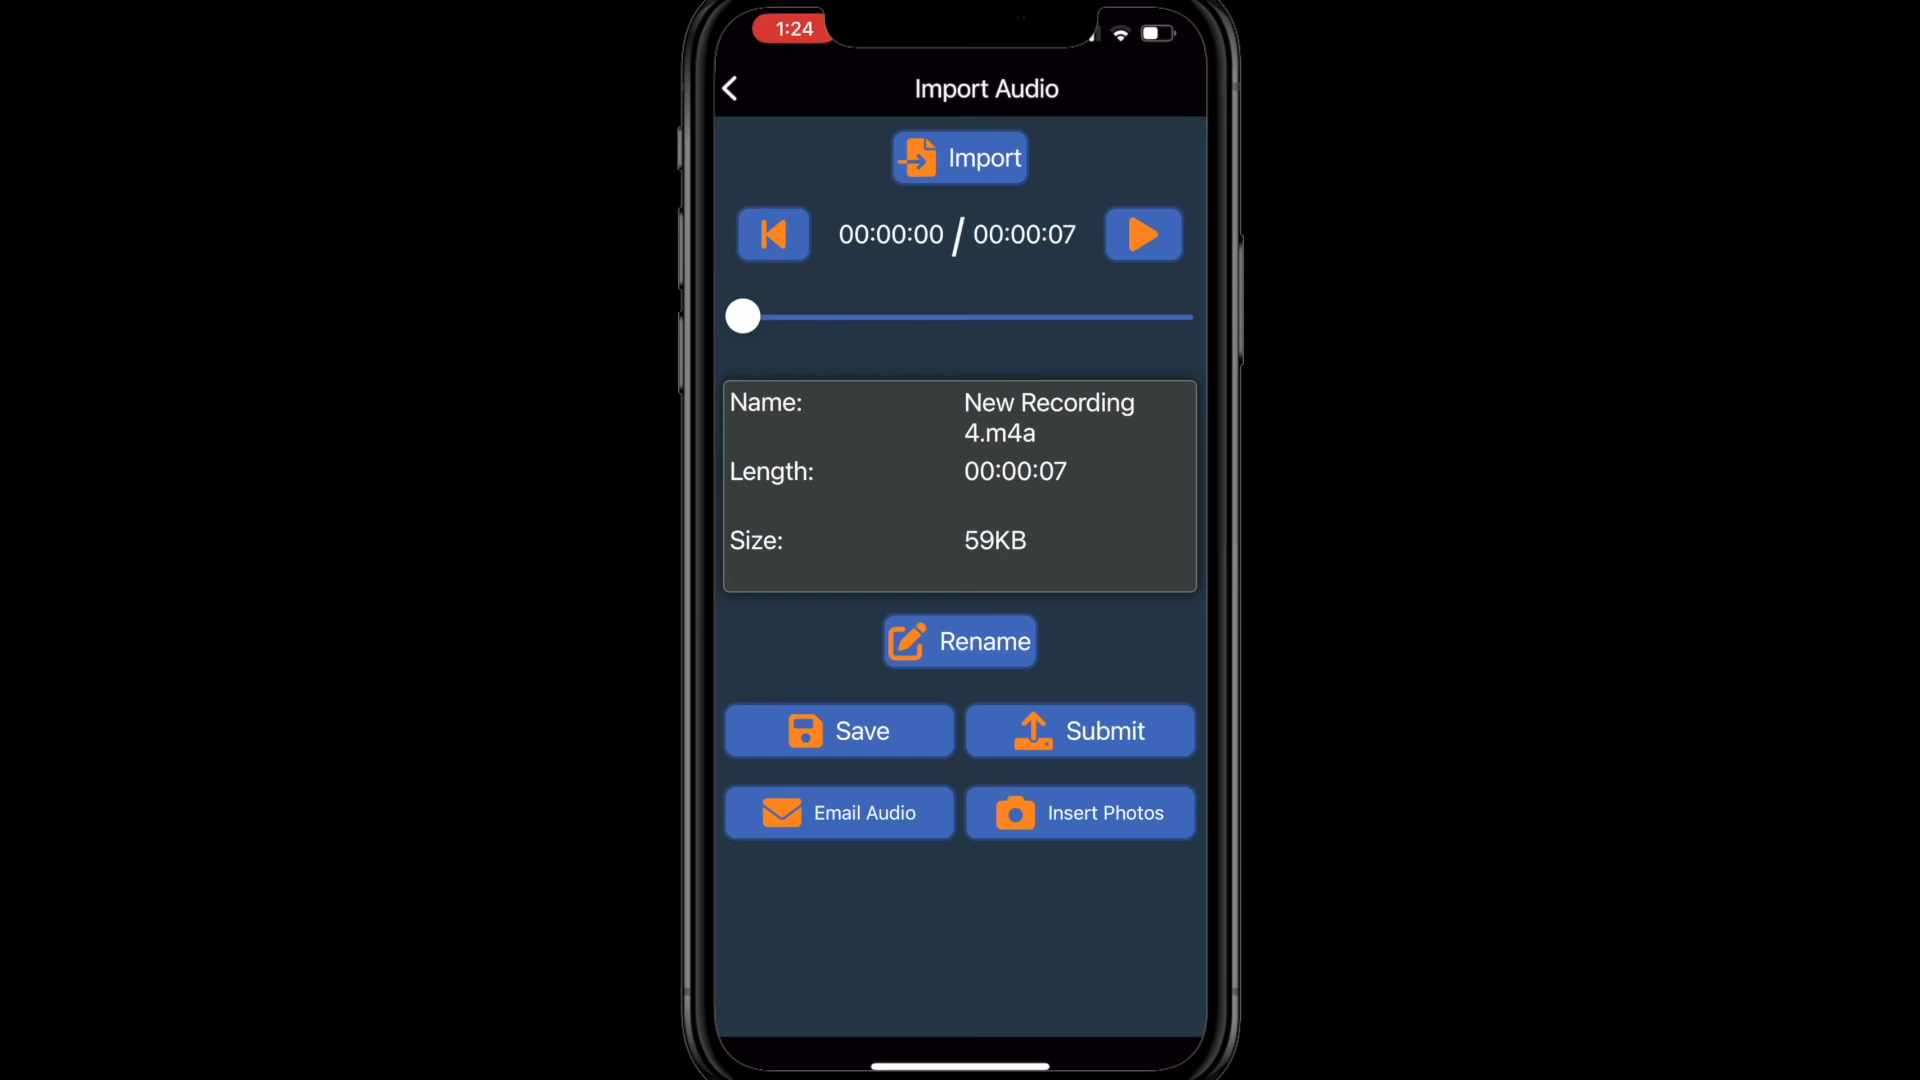 1:24
Import Audio
Import
00:00:00 / 00:00:07
Name: New Recording
4.m4a
Length: 00:00:07
Size: 59KB
Rename
Save Submit
Email Audio Insert Photos